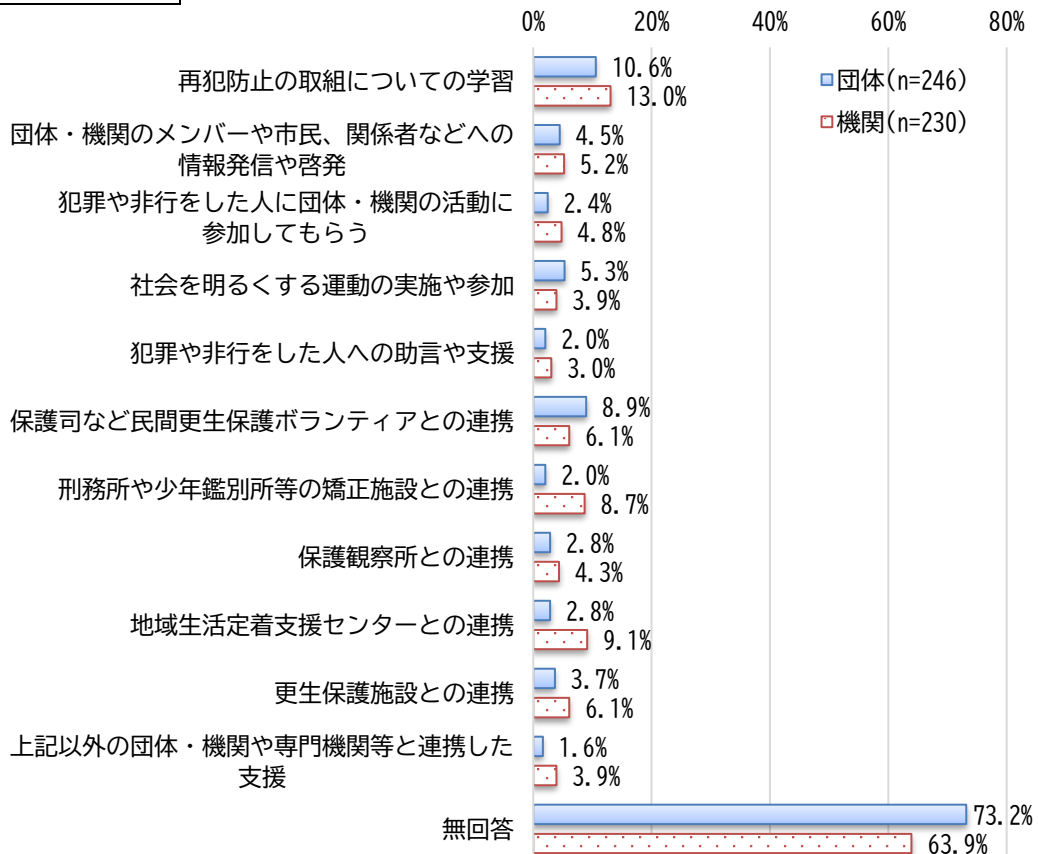 0% 20% 40% 60% 80%
団体(n=246)
機関(n=230)
再犯防止の取組についての学習
10.6%
13.0%
団体・機関のメンバーや市民、関係者などへの
情報発信や啓発
4.5%
5.2%
犯罪や非行をした人に団体・機関の活動に
参加してもらう
2.4%
4.8%
社会を明るくする運動の実施や参加
5.3%
3.9%
犯罪や非行をした人への助言や支援
2.0%
3.0%
保護司など民間更生保護ボランティアとの連携
8.9%
6.1%
刑務所や少年鑑別所等の矯正施設との連携
2.0%
8.7%
保護観察所との連携
2.8%
4.3%
地域生活定着支援センターとの連携
2.8%
9.1%
更生保護施設との連携
3.7%
6.1%
上記以外の団体・機関や専門機関等と連携した
支援
1.6%
3.9%
無回答
73.2%
63.9%